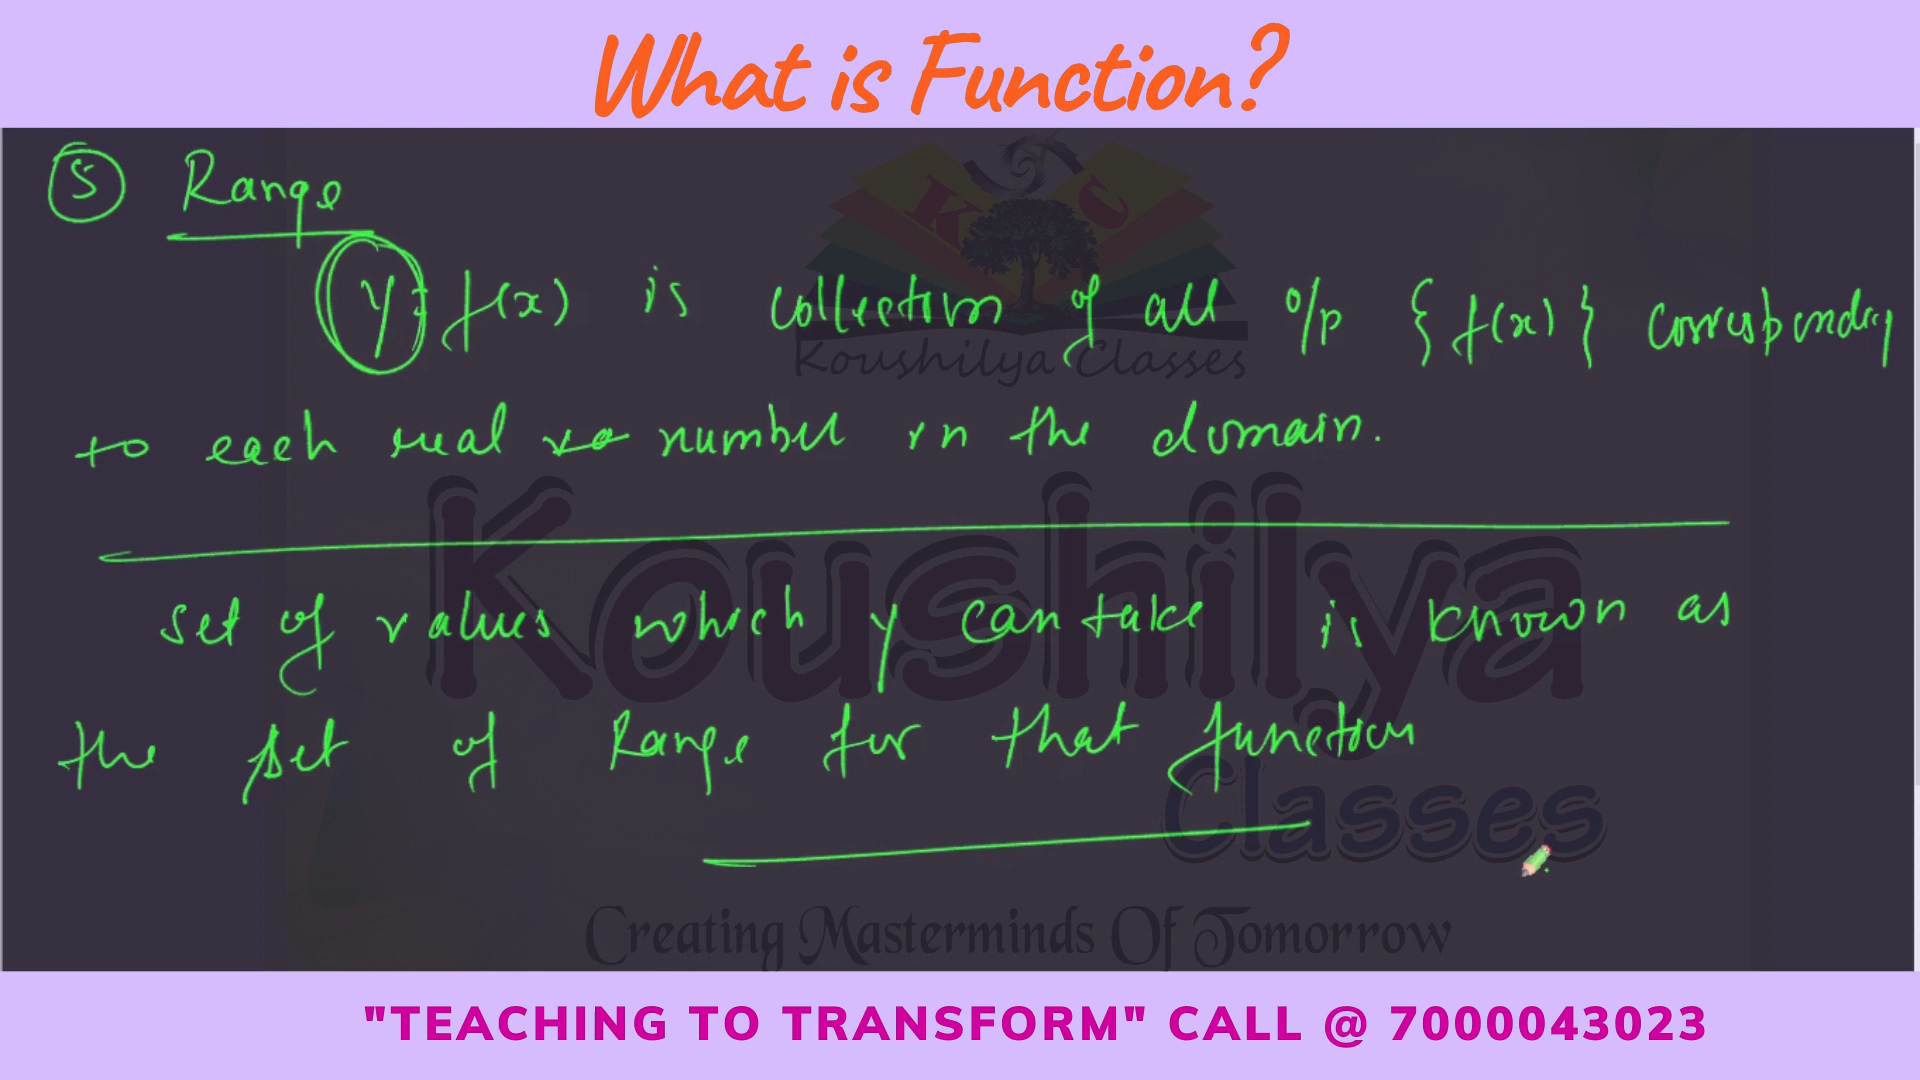 What is Function?
5 Range
K C
y = f(x) is collection of all o/p {f(x)} corresponding
Koushilya Classes
to each real number in the domain.
Koushilya
set of values which y can take is known as
the set of Range for that function
Classes
Creating Masterminds Of Tomorrow
"TEACHING TO TRANSFORM" CALL @ 7000043023